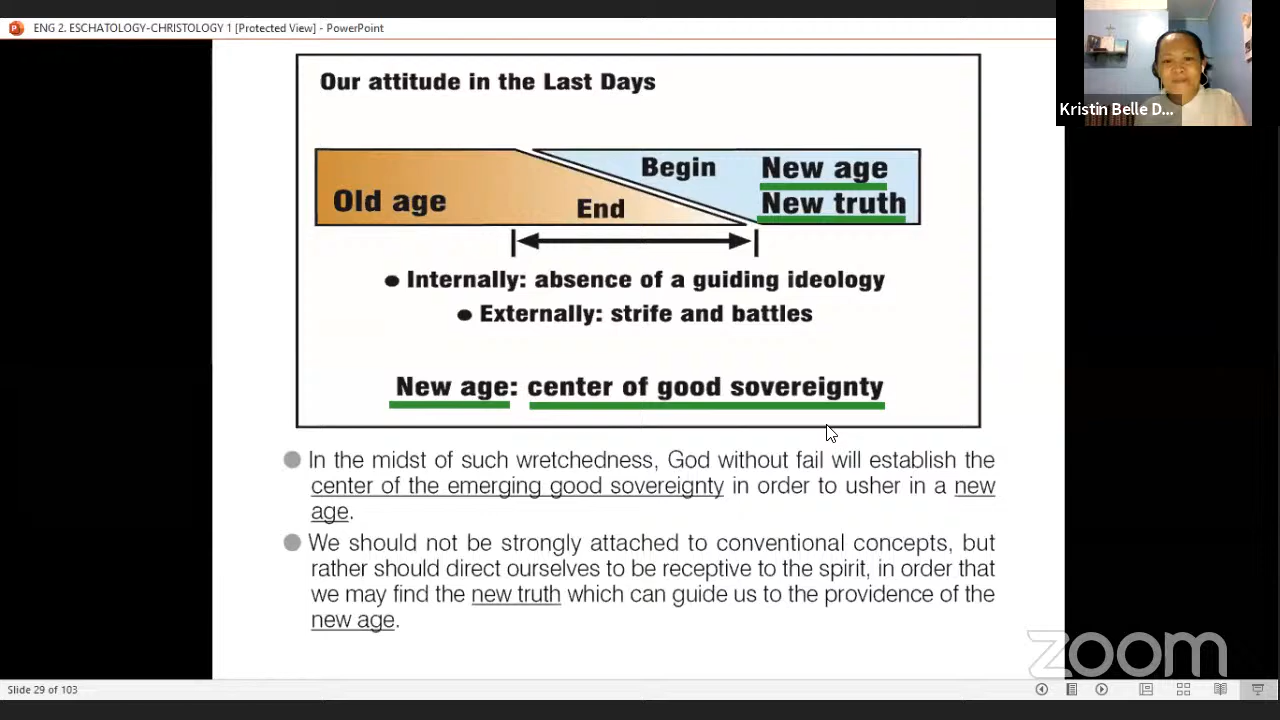 ENG 2. ESCHATOLOGY-CHRISTOLOGY 1 [Protected View] - PowerPoint
Kristin Belle D...
Our attitude in the Last Days
Begin
New age
Old age
End
New truth
● Internally: absence of a guiding ideology
● Externally: strife and battles
New age: center of good sovereignty
● In the midst of such wretchedness, God without fail will establish the
center of the emerging good sovereignty in order to usher in a new
age.
● We should not be strongly attached to conventional concepts, but
rather should direct ourselves to be receptive to the spirit, in order that
we may find the new truth which can guide us to the providence of the
new age.
zoom
Slide 29 of 103